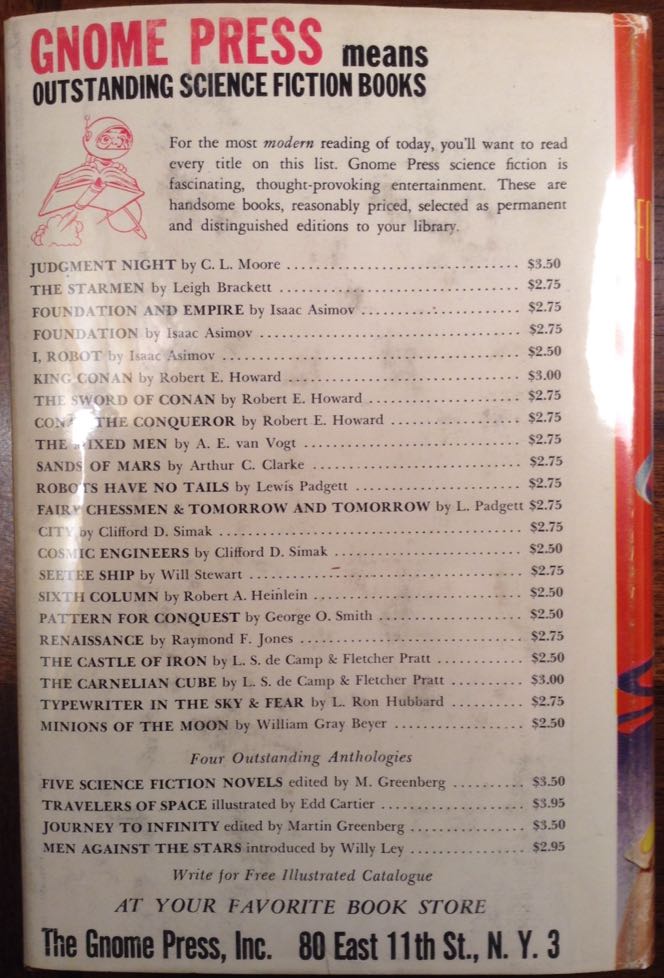 GNOME PRESS means
OUTSTANDING SCIENCE FICTION BOOKS
For the most modern reading of today, you'll want to read
every title on this list. Gnome Press science fiction is
fascinating, thought-provoking entertainment. These are
handsome books, reasonably priced, selected as permanent
and distinguished editions to your library.
JUDGMENT NIGHT by C. L. Moore $3.50
THE STARMEN by Leigh Brackett $2.75
FOUNDATION AND EMPIRE by Isaac Asimov $2.75
FOUNDATION by Isaac Asimov $2.75
I, ROBOT by Isaac Asimov $2.50
KING CONAN by Robert E. Howard $3.00
THE SWORD OF CONAN by Robert E. Howard $2.75
CONAN THE CONQUEROR by Robert E. Howard $2.75
THE MIXED MEN by A. E. van Vogt $2.75
SANDS OF MARS by Arthur C. Clarke $2.75
ROBOTS HAVE NO TAILS by Lewis Padgett $2.75
FAIRY CHESSMEN & TOMORROW AND TOMORROW by L. Padgett $2.75
CITY by Clifford D. Simak $2.75
COSMIC ENGINEERS by Clifford D. Simak $2.50
SEETEE SHIP by Will Stewart $2.75
SIXTH COLUMN by Robert A. Heinlein $2.50
PATTERN FOR CONQUEST by George O. Smith $2.50
RENAISSANCE by Raymond F. Jones $2.75
THE CASTLE OF IRON by L. S. de Camp & Fletcher Pratt $2.50
THE CARNELIAN CUBE by L. S. de Camp & Fletcher Pratt $3.00
TYPEWRITER IN THE SKY & FEAR by L. Ron Hubbard $2.75
MINIONS OF THE MOON by William Gray Beyer $2.50
Four Outstanding Anthologies
FIVE SCIENCE FICTION NOVELS edited by M. Greenberg $3.50
TRAVELERS OF SPACE illustrated by Edd Cartier $3.95
JOURNEY TO INFINITY edited by Martin Greenberg $3.50
MEN AGAINST THE STARS introduced by Willy Ley $2.95
Write for Free Illustrated Catalogue
AT YOUR FAVORITE BOOK STORE
The Gnome Press, Inc. 80 East 11th St., N. Y. 3